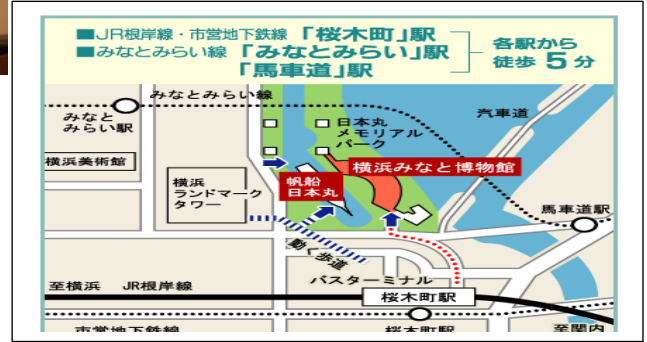 ■JR根岸線・市営地下鉄線「桜木町」駅
■みなとみらい線「みなとみらい」駅
「馬車道」駅
各駅から
徒歩5分
みなとみらい線
みなと
みらい駅
日本丸
メモリアル
パーク
汽車道
横浜美術館
横浜みなと博物館
横浜
ランドマーク
タワー
帆船
日本丸
馬車道駅
動く歩道
バスターミナル
至横浜 JR根岸線
桜木町駅
市営地下鉄線
桜木町駅
至関内